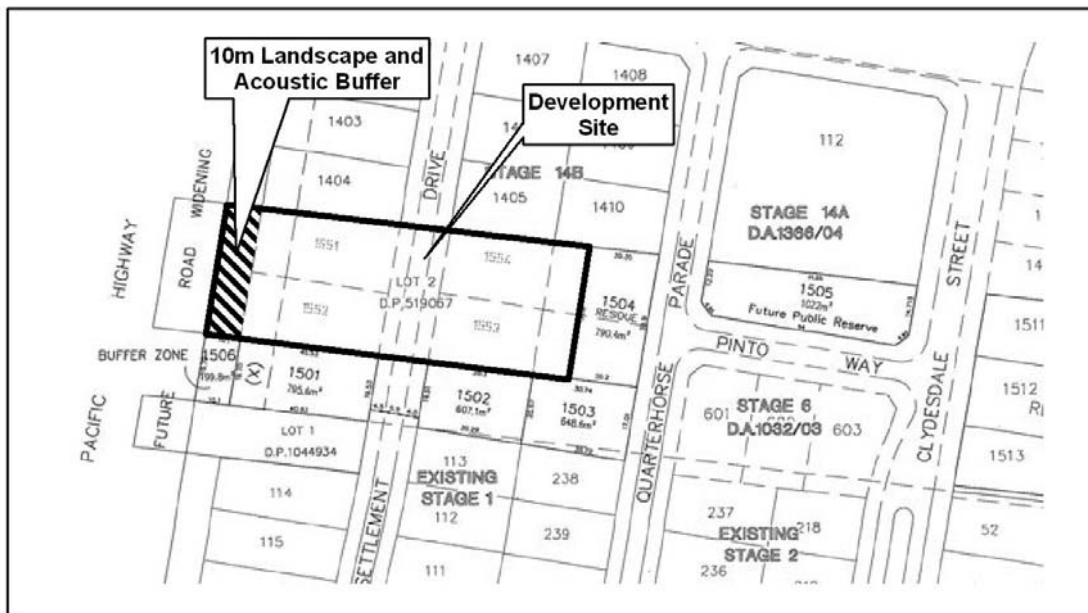 10m Landscape and
Acoustic Buffer
Development
Site
1407
1408
1403
1404
1405
1410
STAGE 14B
DRIVE
WIDENING
ROAD
HIGHWAY
PACIFIC
FUTURE
1551
1552
1553
1554
LOT 2
D.P.519067
112
STAGE 14A
D.A.1366/04
PARADE
STREET
1504
RESIDUE
790.4m²
1505
1022m²
Future Public Reserve
PINTO WAY
BUFFER ZONE 1506
199.8m²
(X)
1501
795.6m²
1502
607.1m²
1503
648.6m²
QUARTERHORSE
CLYDESDALE
STAGE 6
D.A.1032/03
601
603
1511
1512
1513
LOT 1
D.P.1044934
SETTLEMENT
EXISTING
STAGE 1
113
112
111
114
115
238
239
237
218
236
EXISTING
STAGE 2
52